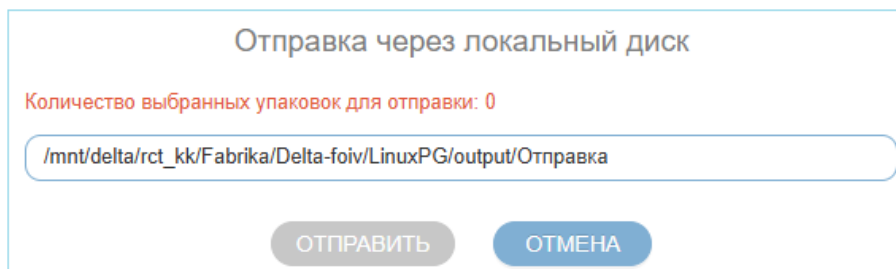 Отправка через локальный диск
Количество выбранных упаковок для отправки: 0
/mnt/delta/rct_kk/Fabrika/Delta-foiv/LinuxPG/output/Отправка
ОТПРАВИТЬ
ОТМЕНА